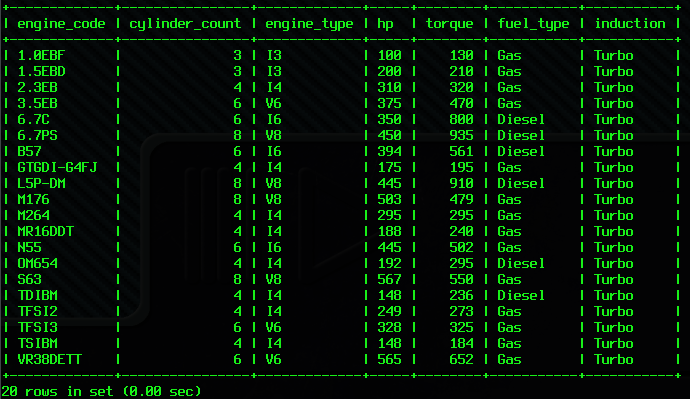 +-------------+----------------+-------------+-----+--------+-----------+-----------+
| engine_code | cylinder_count | engine_type | hp  | torque | fuel_type | induction |
+-------------+----------------+-------------+-----+--------+-----------+-----------+
| 1.0EBF      |              3 | I3          | 100 |    130 | Gas       | Turbo     |
| 1.5EBD      |              3 | I3          | 200 |    210 | Gas       | Turbo     |
| 2.3EB       |              4 | I4          | 310 |    320 | Gas       | Turbo     |
| 3.5EB       |              6 | V6          | 375 |    470 | Gas       | Turbo     |
| 6.7C        |              6 | I6          | 350 |    800 | Diesel    | Turbo     |
| 6.7PS       |              8 | V8          | 450 |    935 | Diesel    | Turbo     |
| B57         |              6 | I6          | 394 |    561 | Diesel    | Turbo     |
| GTGDI-G4FJ  |              4 | I4          | 175 |    195 | Gas       | Turbo     |
| L5P-DM      |              8 | V8          | 445 |    910 | Diesel    | Turbo     |
| M176        |              8 | V8          | 503 |    479 | Gas       | Turbo     |
| M264        |              4 | I4          | 295 |    295 | Gas       | Turbo     |
| MR16DDT     |              4 | I4          | 188 |    240 | Gas       | Turbo     |
| N55         |              6 | I6          | 445 |    502 | Gas       | Turbo     |
| OM654       |              4 | I4          | 192 |    295 | Diesel    | Turbo     |
| S63         |              8 | V8          | 567 |    550 | Gas       | Turbo     |
| TDIBM       |              4 | I4          | 148 |    236 | Diesel    | Turbo     |
| TFSI2       |              4 | I4          | 249 |    273 | Gas       | Turbo     |
| TFSI3       |              6 | V6          | 328 |    325 | Gas       | Turbo     |
| TSIBM       |              4 | I4          | 148 |    184 | Gas       | Turbo     |
| VR38DETT    |              6 | V6          | 565 |    652 | Gas       | Turbo     |
+-------------+----------------+-------------+-----+--------+-----------+-----------+
20 rows in set (0.00 sec)